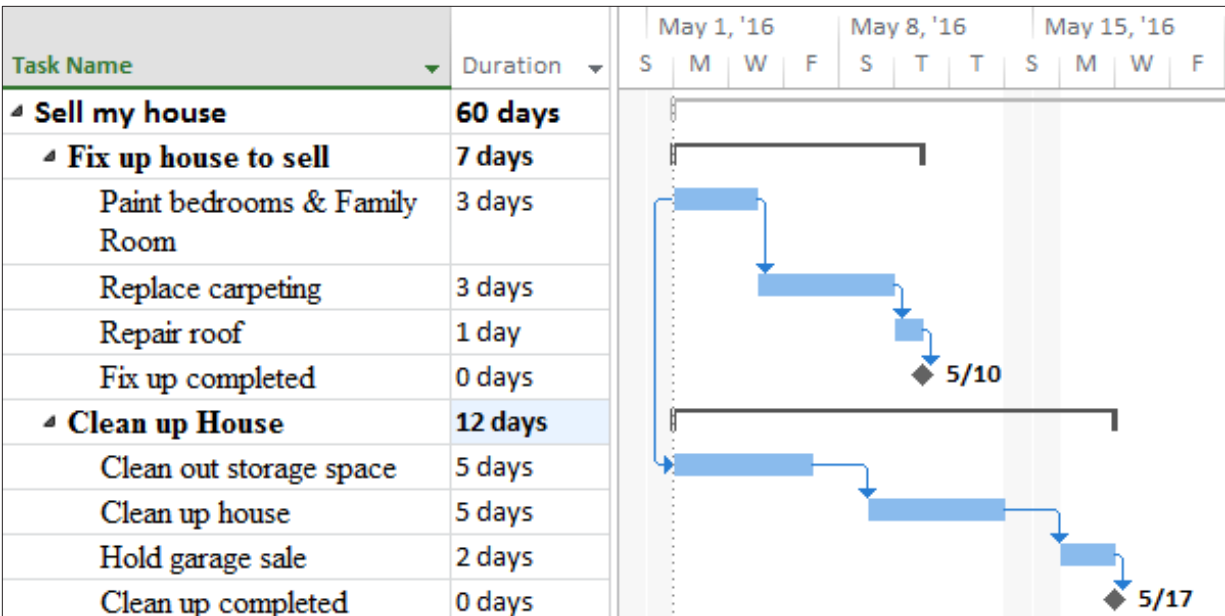 May 1, '16 May 8, '16 May 15, '16
Task Name Duration S M W F S T T S M W F
Sell my house 60 days
Fix up house to sell 7 days
Paint bedrooms & Family 3 days
Room
Replace carpeting 3 days
Repair roof 1 day
Fix up completed 0 days 5/10
Clean up House 12 days
Clean out storage space 5 days
Clean up house 5 days
Hold garage sale 2 days
Clean up completed 0 days 5/17